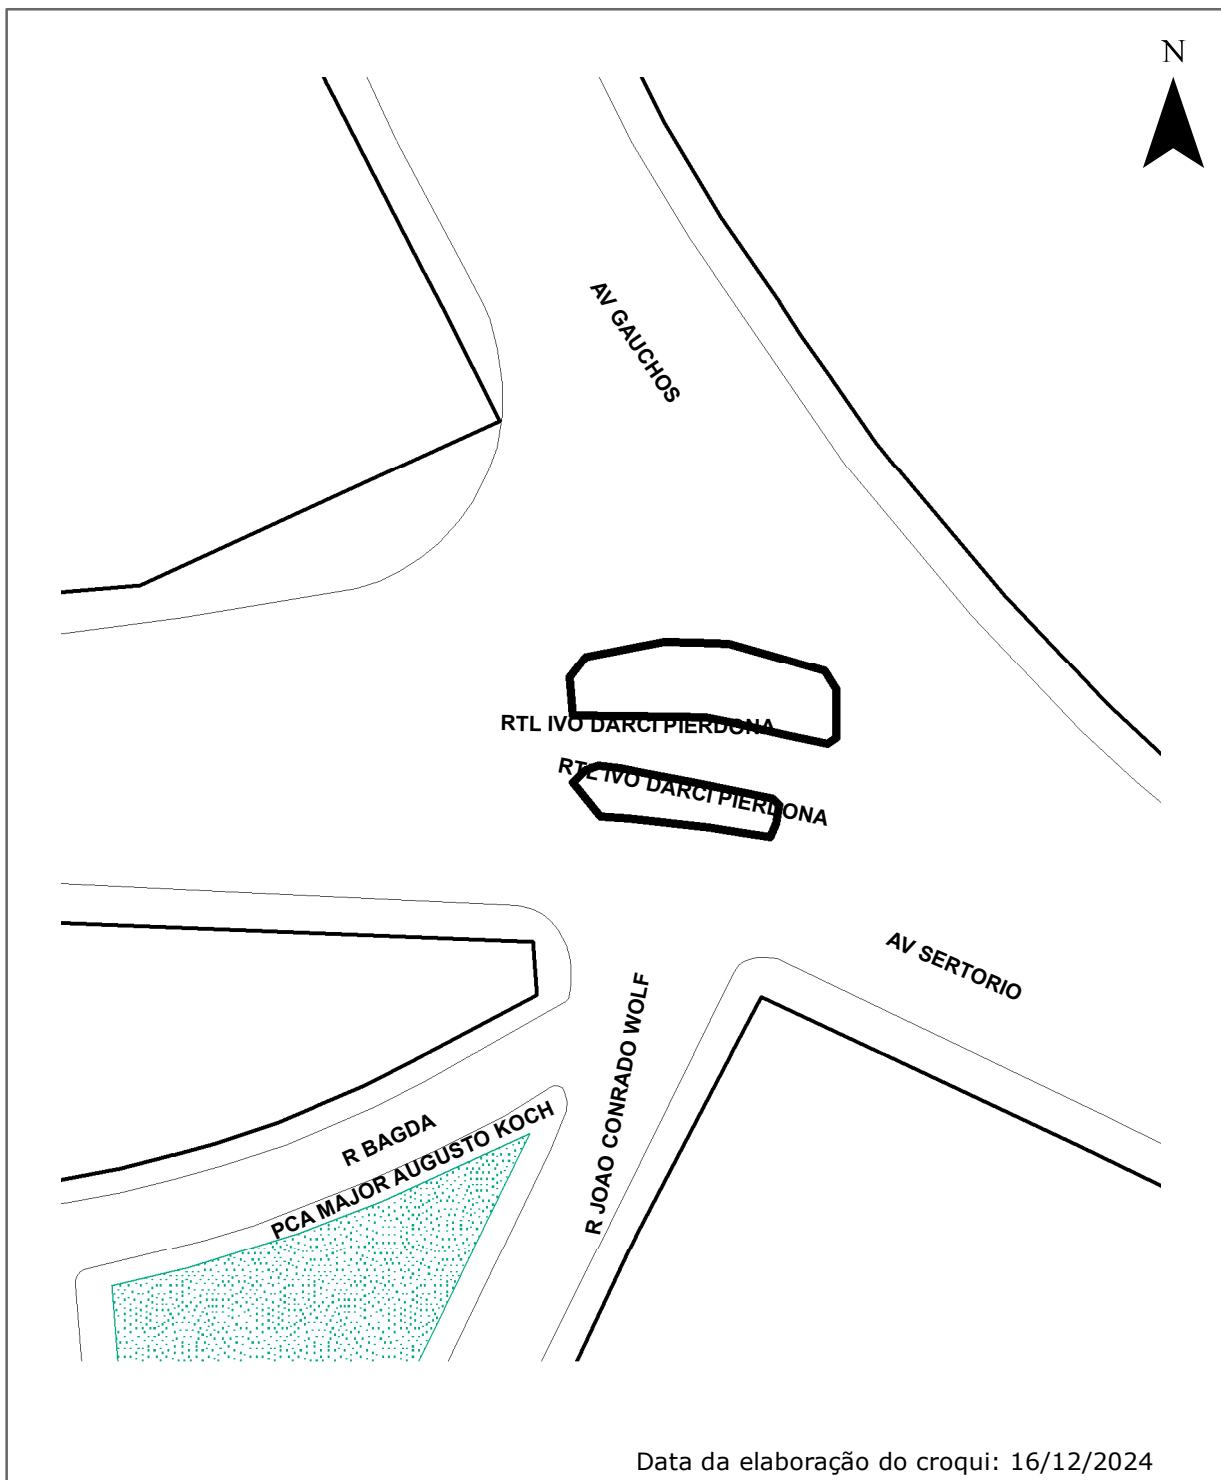 N
AV GAUCHOS
RTL IVO DARCI PIERDONA
RTL IVO DARCI PIERDONA
AV SERTORIO
R JOAO CONRADO WOLF
R BAGDA
PCA MAJOR AUGUSTO KOCH
Data da elaboração do croqui: 16/12/2024